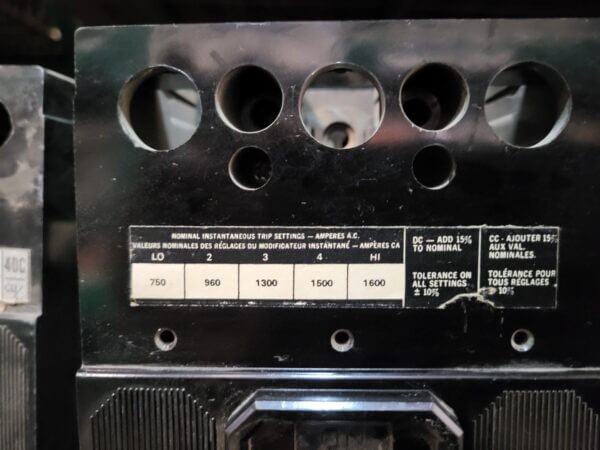 NOMINAL INSTANTANEOUS TRIP SETTINGS — AMPERES A.C.
VALEURS NOMINALES DES RÉGLAGES DU MODIFICATEUR INSTANTANÉ — AMPÈRES CA
LO 2 3 4 HI
750 960 1300 1500 1600
DC — ADD 15%
TO NOMINAL
TOLERANCE ON
ALL SETTINGS
± 10%
CC - AJOUTER 15%
AUX VAL.
NOMINALES.
TOLÉRANCE POUR
TOUS RÉGLAGES
10%
40C